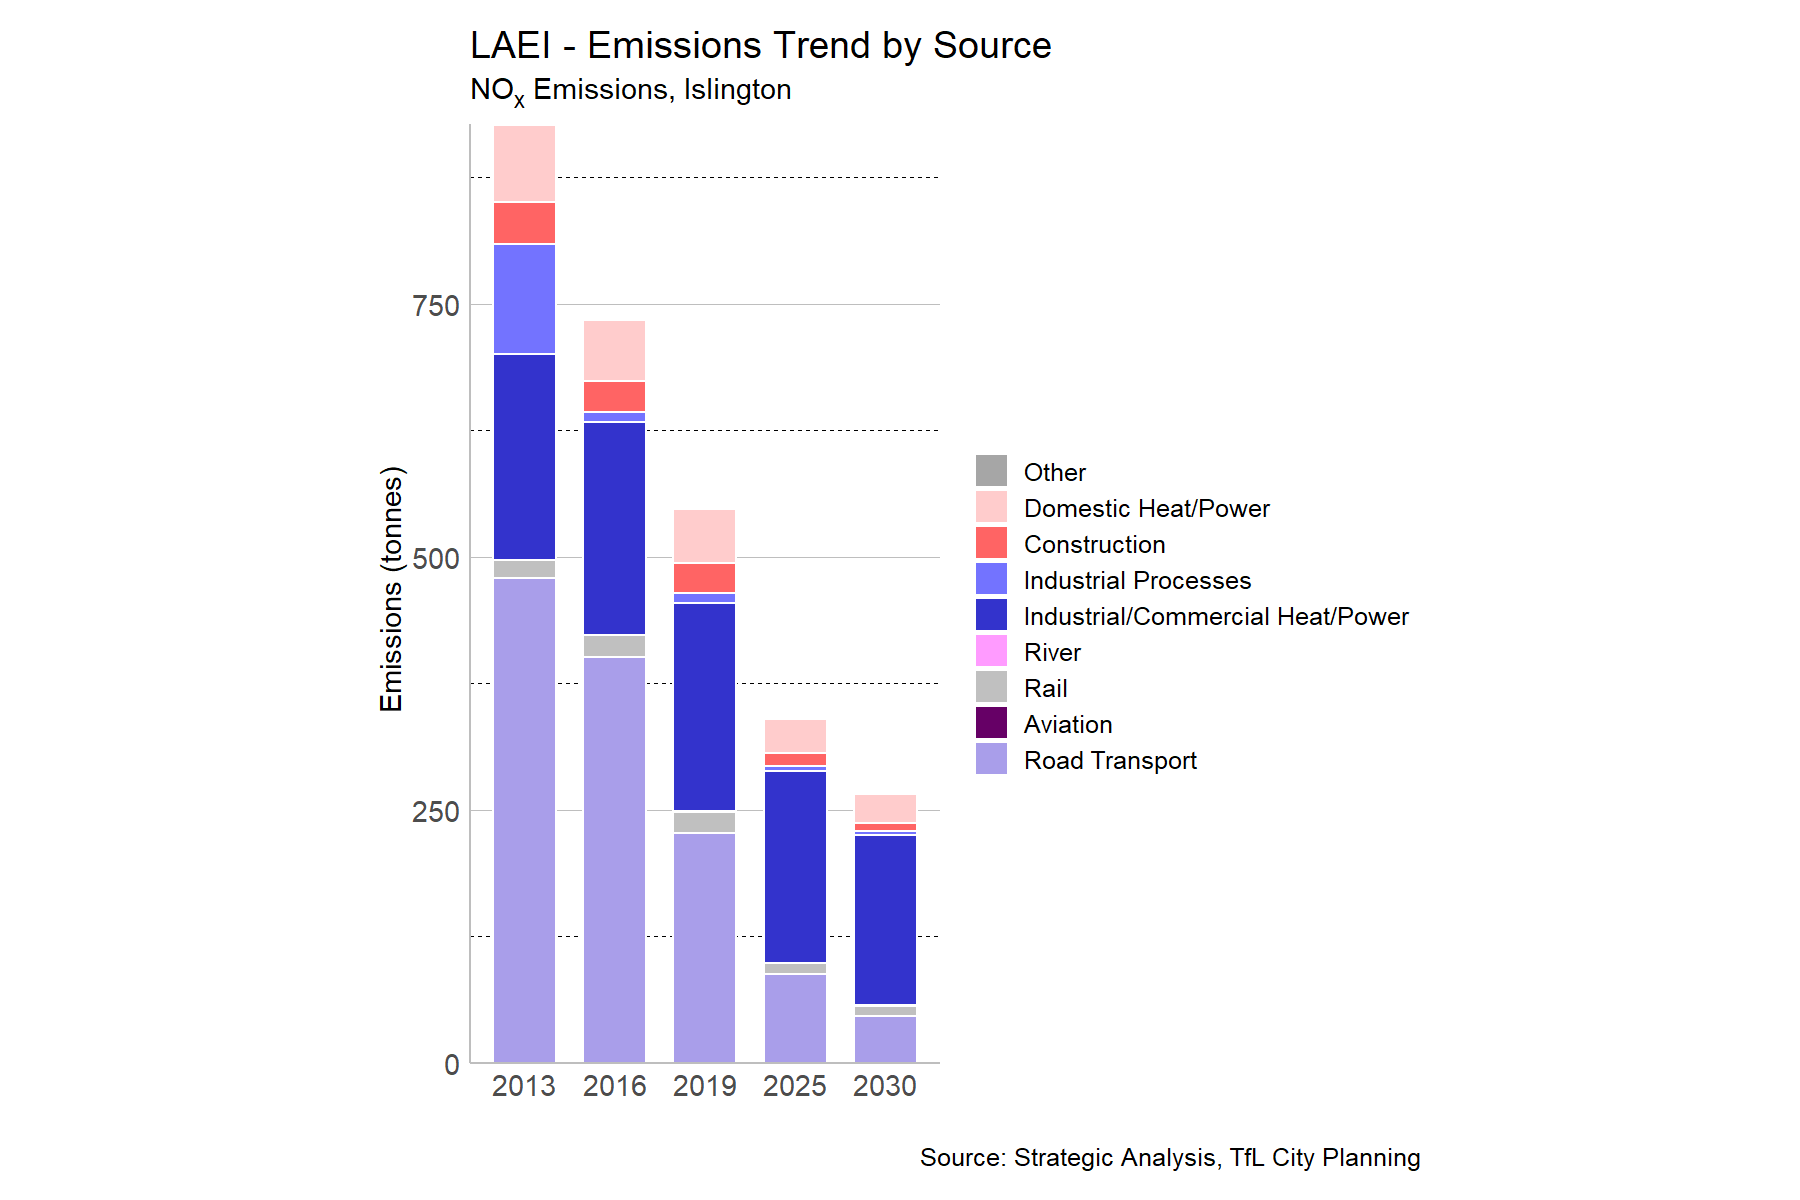 LAEI - Emissions Trend by Source
NOx Emissions, Islington
Emissions (tonnes)
750
500
250
0
2013 2016 2019 2025 2030
Other
Domestic Heat/Power
Construction
Industrial Processes
Industrial/Commercial Heat/Power
River
Rail
Aviation
Road Transport
Source: Strategic Analysis, TfL City Planning